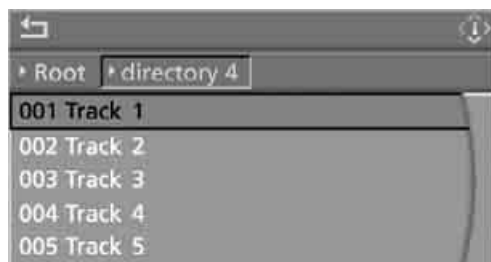 Root directory 4
001 Track 1
002 Track 2
003 Track 3
004 Track 4
005 Track 5